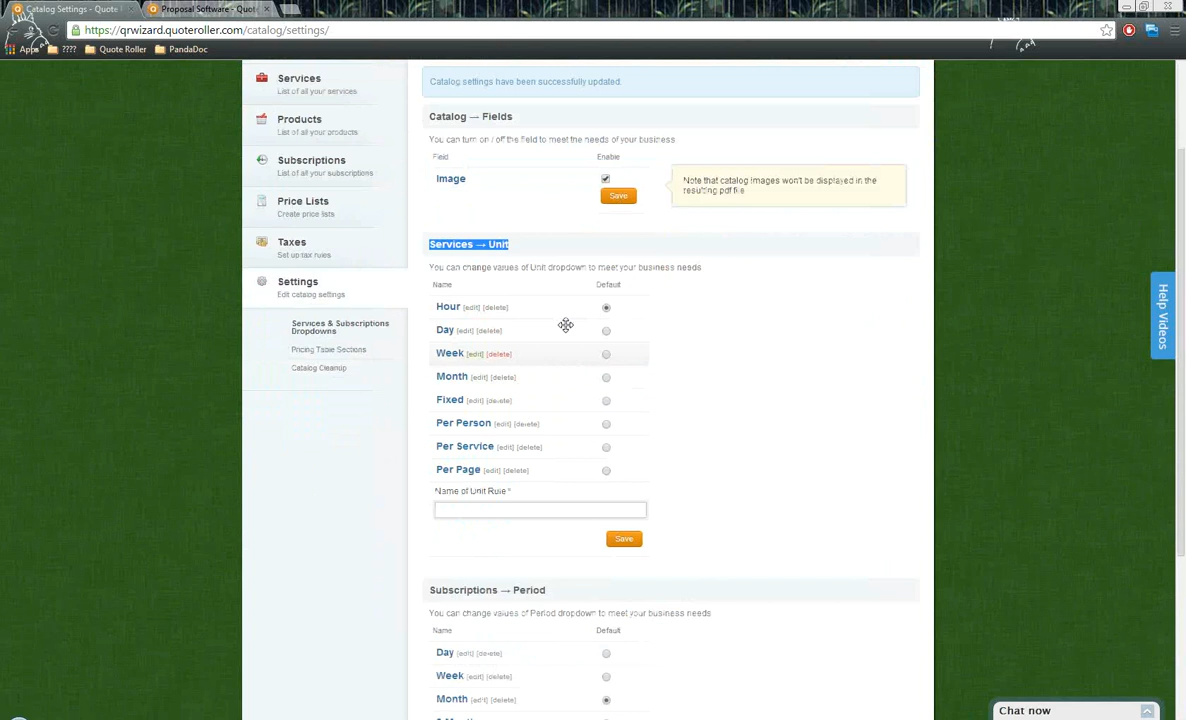 Catalog Settings - Quote
Proposal Software - Quot
https://qrwizard.quoteroller.com/catalog/settings/
Apps
????
Quote Roller
PandaDoc
Services
List of all your services
Products
List of all your products
Subscriptions
List of all your subscriptions
Price Lists
Create price lists
Taxes
Set up tax rules
Settings
Edit catalog settings
Services & Subscriptions
Dropdowns
Pricing Table Sections
Catalog Cleanup
Catalog settings have been successfully updated.
Catalog → Fields
You can turn on / off the field to meet the needs of your business
Field Enable
Image
Save
Note that catalog images won't be displayed in the
resulting pdf file
Services → Unit
You can change values of Unit dropdown to meet your business needs
Name Default
Hour [edit] [delete]
Day [edit] [delete]
Week [edit] [delete]
Month [edit] [delete]
Fixed [edit] [delete]
Per Person [edit] [delete]
Per Service [edit] [delete]
Per Page [edit] [delete]
Name of Unit Rule *
Save
Subscriptions → Period
You can change values of Period dropdown to meet your business needs
Name Default
Day [edit] [delete]
Week [edit] [delete]
Month [edit] [delete]
Help Videos
Chat now